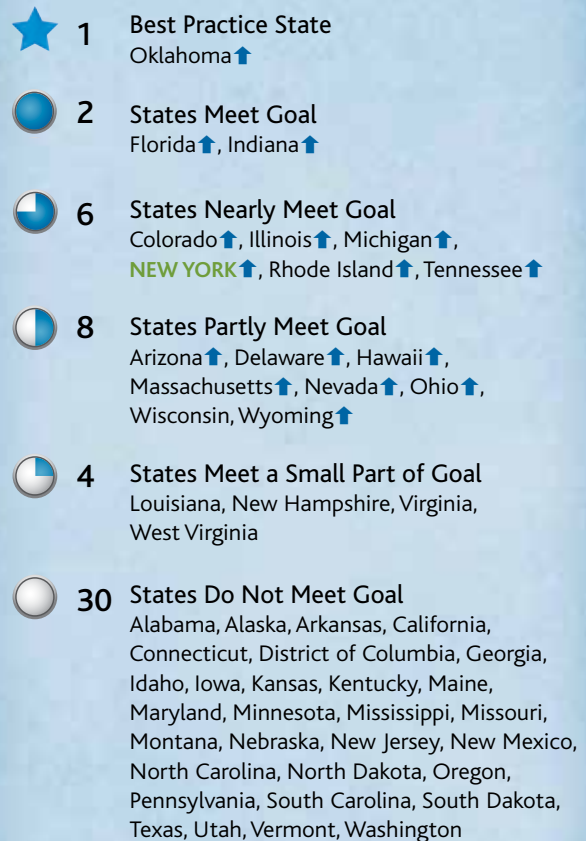 1 Best Practice State
Oklahoma⬆
2 States Meet Goal
Florida⬆, Indiana⬆
6 States Nearly Meet Goal
Colorado⬆, Illinois⬆, Michigan⬆,
NEW YORK⬆, Rhode Island⬆, Tennessee⬆
8 States Partly Meet Goal
Arizona⬆, Delaware⬆, Hawaii⬆,
Massachusetts⬆, Nevada⬆, Ohio⬆,
Wisconsin, Wyoming⬆
4 States Meet a Small Part of Goal
Louisiana, New Hampshire, Virginia,
West Virginia
30 States Do Not Meet Goal
Alabama, Alaska, Arkansas, California,
Connecticut, District of Columbia, Georgia,
Idaho, Iowa, Kansas, Kentucky, Maine,
Maryland, Minnesota, Mississippi, Missouri,
Montana, Nebraska, New Jersey, New Mexico,
North Carolina, North Dakota, Oregon,
Pennsylvania, South Carolina, South Dakota,
Texas, Utah, Vermont, Washington